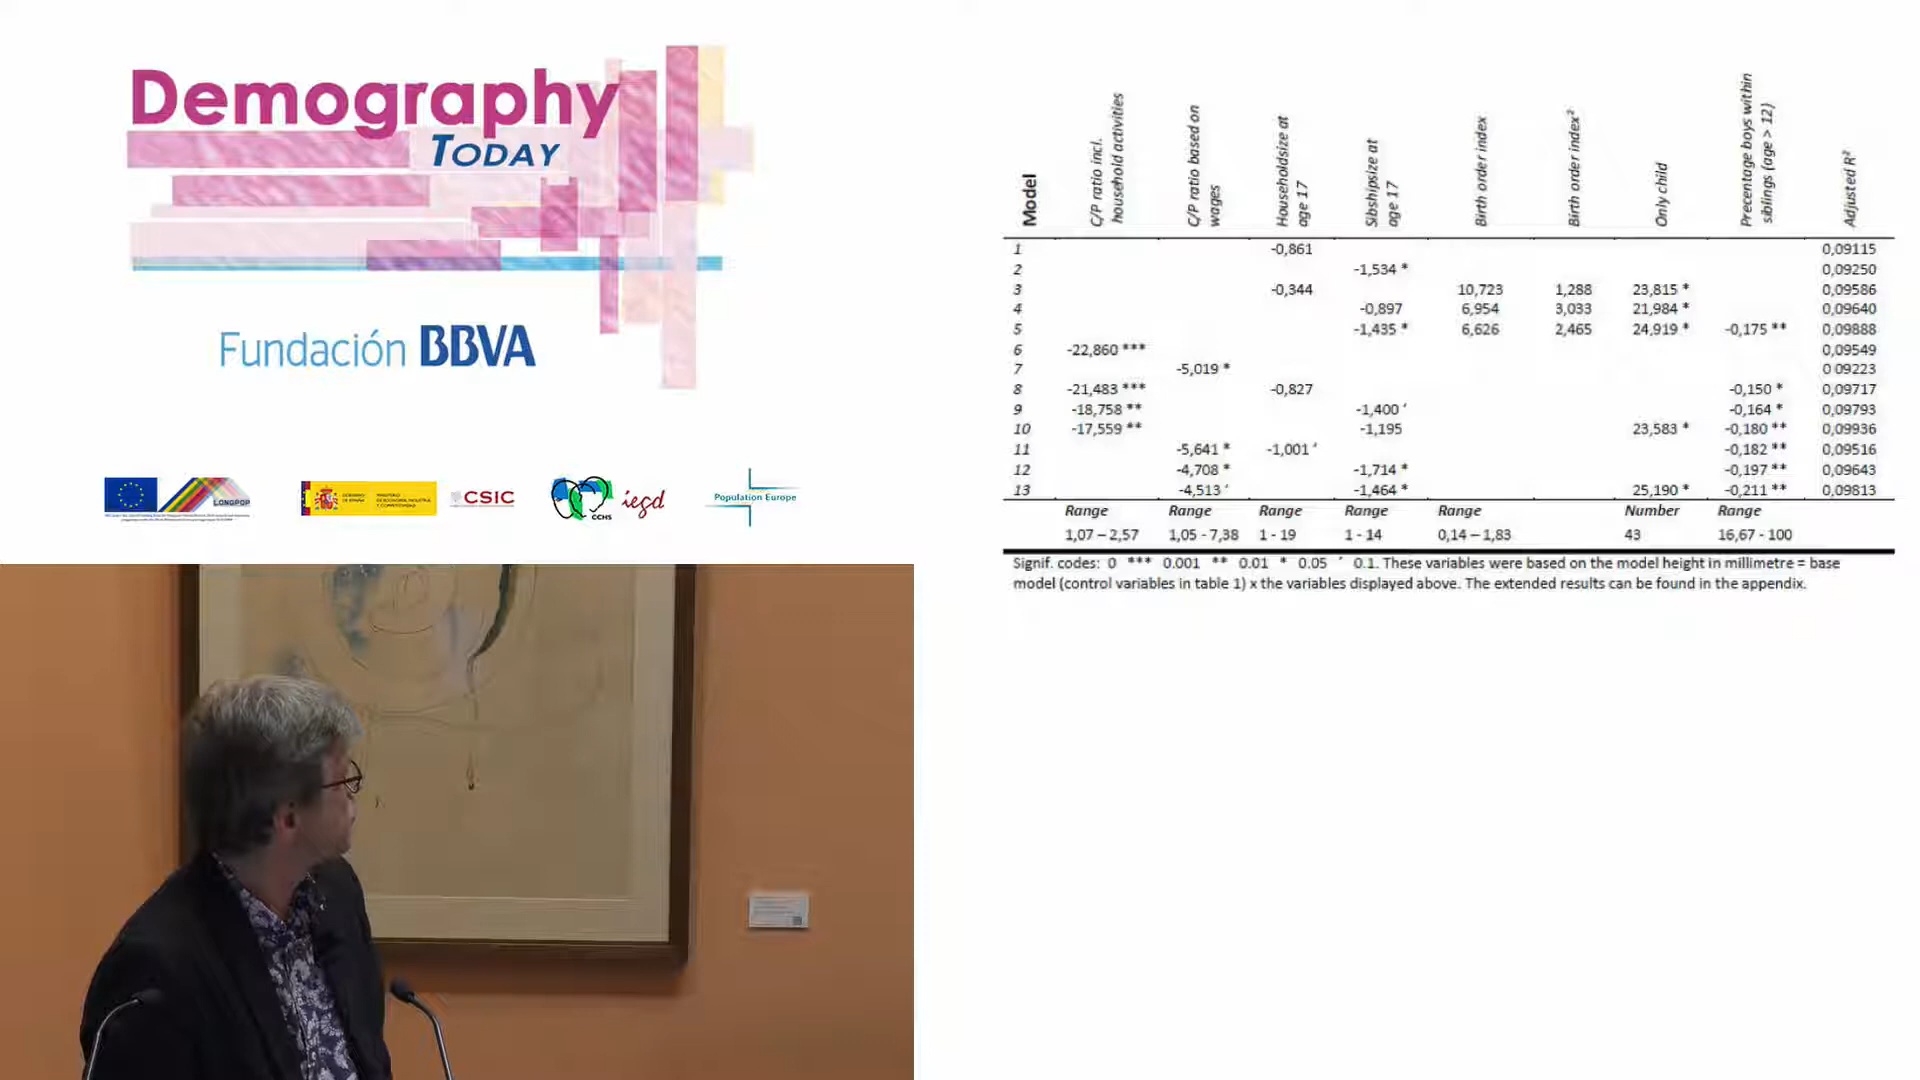 Demography
TODAY
Fundación BBVA
LONGPOP
CSIC
CCHS
iegd
Population Europe
Model
C/P ratio incl. household activities
C/P ratio based on wages
Householdsize at age 17
Sibshipsize at age 17
Birth order index
Birth order index²
Only child
Precentage boys within siblings (age > 12)
Adjusted R²
1 -0,861 0,09115
2 -1,534 * 0,09250
3 -0,344 10,723 1,288 23,815 * 0,09586
4 -0,897 6,954 3,033 21,984 * 0,09640
5 -1,435 * 6,626 2,465 24,919 * -0,175 ** 0,09888
6 -22,860 *** 0,09549
7 -5,019 * 0 09223
8 -21,483 *** -0,827 -0,150 * 0,09717
9 -18,758 ** -1,400 ′ -0,164 * 0,09793
10 -17,559 ** -1,195 23,583 * -0,180 ** 0,09936
11 -5,641 * -1,001 ′ -0,182 ** 0,09516
12 -4,708 * -1,714 * -0,197 ** 0,09643
13 -4,513 ′ -1,464 * 25,190 * -0,211 ** 0,09813
Range Range Range Range Range Number Range
1,07 – 2,57 1,05 - 7,38 1 - 19 1 - 14 0,14 – 1,83 43 16,67 - 100
Signif. codes: 0 *** 0.001 ** 0.01 * 0.05 ′ 0.1. These variables were based on the model height in millimetre = base
model (control variables in table 1) x the variables displayed above. The extended results can be found in the appendix.